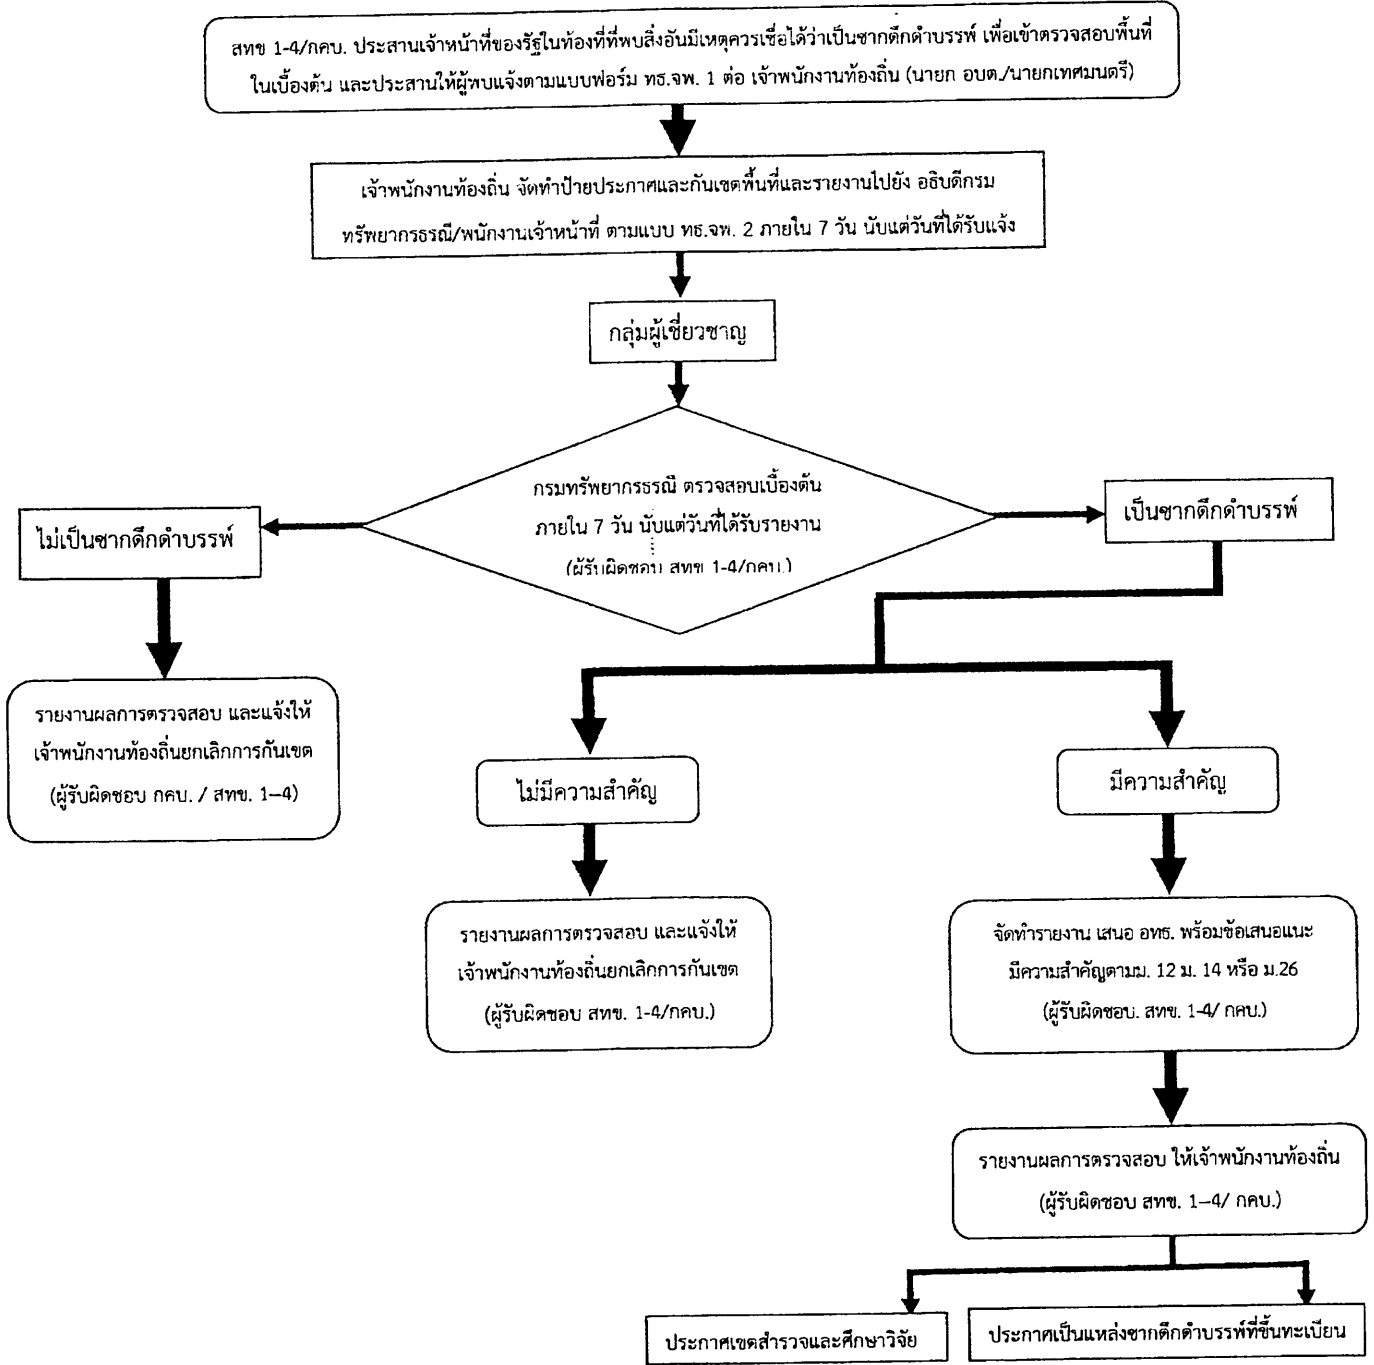 สทข 1-4/กคบ. ประสานเจ้าหน้าที่ของรัฐในท้องที่ที่พบสิ่งอันมีเหตุควรเชื่อได้ว่าเป็นซากดึกดำบรรพ์ เพื่อเข้าตรวจสอบพื้นที่
ในเบื้องต้น และประสานให้ผู้พบแจ้งตามแบบฟอร์ม ทธ.จพ. 1 ต่อ เจ้าพนักงานท้องถิ่น (นายก อบต./นายกเทศมนตรี)
เจ้าพนักงานท้องถิ่น จัดทำป้ายประกาศและกันเขตพื้นที่และรายงานไปยัง อธิบดีกรม
ทรัพยากรธรณี/พนักงานเจ้าหน้าที่ ตามแบบ ทธ.จพ. 2 ภายใน 7 วัน นับแต่วันที่ได้รับแจ้ง
กลุ่มผู้เชี่ยวชาญ
กรมทรัพยากรธรณี ตรวจสอบเบื้องต้น
ภายใน 7 วัน นับแต่วันที่ได้รับรายงาน
(ผู้รับผิดชอบ สทข 1-4/กคบ.)
ไม่เป็นซากดึกดำบรรพ์
เป็นซากดึกดำบรรพ์
รายงานผลการตรวจสอบ และแจ้งให้
เจ้าพนักงานท้องถิ่นยกเลิกการกันเขต
(ผู้รับผิดชอบ กคบ. / สทข. 1–4)
ไม่มีความสำคัญ
มีความสำคัญ
รายงานผลการตรวจสอบ และแจ้งให้
เจ้าพนักงานท้องถิ่นยกเลิกการกันเขต
(ผู้รับผิดชอบ สทข. 1-4/กคบ.)
จัดทำรายงาน เสนอ อทธ. พร้อมข้อเสนอแนะ
มีความสำคัญตามม. 12 ม. 14 หรือ ม.26
(ผู้รับผิดชอบ. สทข. 1-4/ กคบ.)
รายงานผลการตรวจสอบ ให้เจ้าพนักงานท้องถิ่น
(ผู้รับผิดชอบ สทข. 1–4/ กคบ.)
ประกาศเขตสำรวจและศึกษาวิจัย
ประกาศเป็นแหล่งซากดึกดำบรรพ์ที่ขึ้นทะเบียน